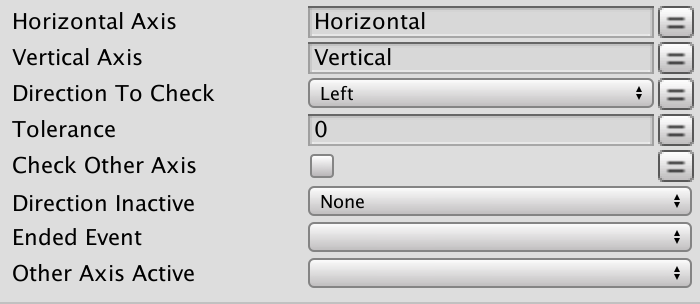 Horizontal Axis Horizontal
Vertical Axis Vertical
Direction To Check Left
Tolerance 0
Check Other Axis
Direction Inactive None
Ended Event
Other Axis Active